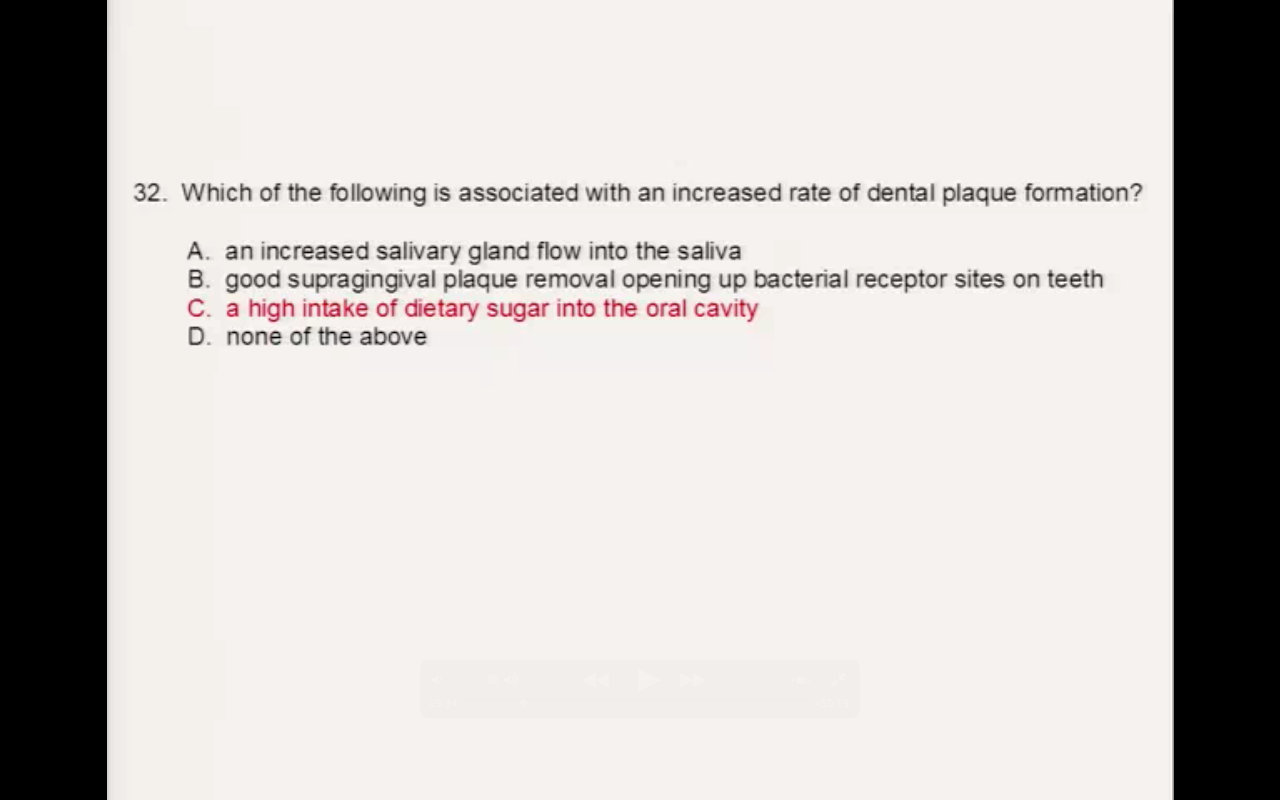 32. Which of the following is associated with an increased rate of dental plaque formation?
A. an increased salivary gland flow into the saliva
B. good supragingival plaque removal opening up bacterial receptor sites on teeth
C. a high intake of dietary sugar into the oral cavity
D. none of the above